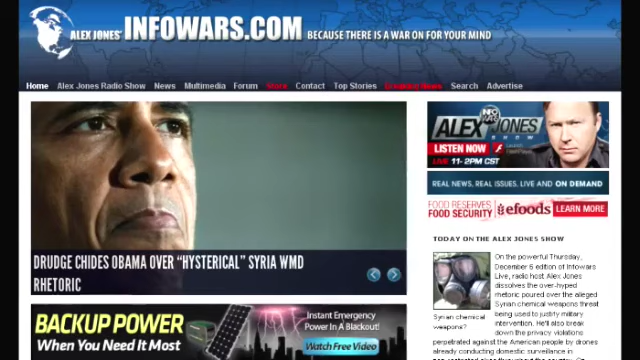 ALEX JONES' INFOWARS.COM BECAUSE THERE IS A WAR ON FOR YOUR MIND
Home Alex Jones Radio Show News Multimedia Forum Store Contact Top Stories Breaking News Search Advertise
DRUDGE CHIDES OBAMA OVER "HYSTERICAL" SYRIA WMD
RHETORIC
BACKUP POWER
When You Need It Most
Instant Emergency
Power In A Blackout!
Watch Free Video
INFO
WARS
ALEX JONES
SHOW
LISTEN NOW
LIVE 11- 2PM CST
REAL NEWS, REAL ISSUES, LIVE AND ON DEMAND
FOOD RESERVES
FOOD SECURITY
efoods
LEARN MORE
TODAY ON THE ALEX JONES SHOW
On the powerful Thursday,
December 6 edition of Infowars
Live, radio host Alex Jones
dissolves the over-hyped
rhetoric poured over the alleged
Syrian chemical weapons threat
being used to justify military
intervention. He'll also break
down the privacy violations
Syrian chemical
weapons?
perpetrated against the American people by drones
already conducting domestic surveillance in